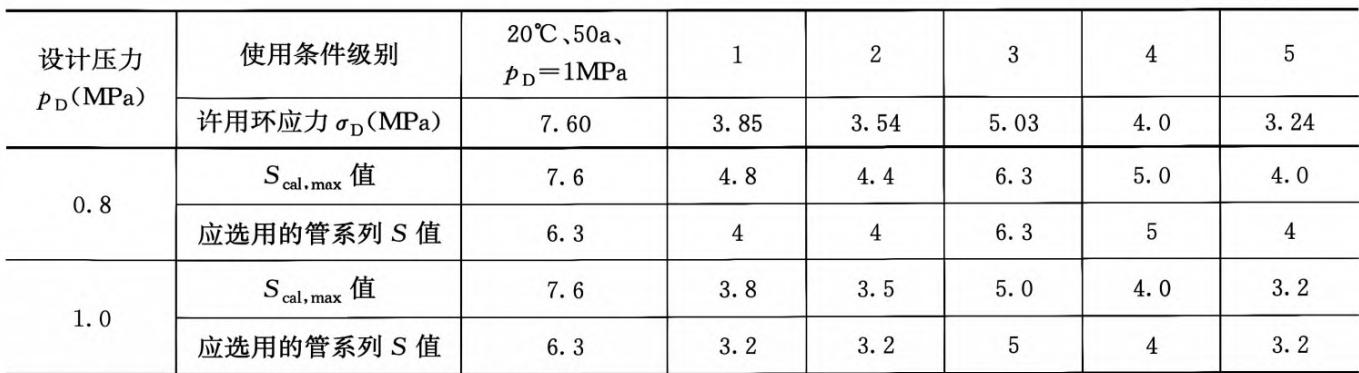 设计压力 p_D(MPa) 使用条件级别 20℃、50a、p_D=1MPa 1 2 3 4 5
许用环应力 σ_D(MPa) 7.60 3.85 3.54 5.03 4.0 3.24
0.8 S_cal,max 值 7.6 4.8 4.4 6.3 5.0 4.0
应选用的管系列 S 值 6.3 4 4 6.3 5 4
1.0 S_cal,max 值 7.6 3.8 3.5 5.0 4.0 3.2
应选用的管系列 S 值 6.3 3.2 3.2 5 4 3.2